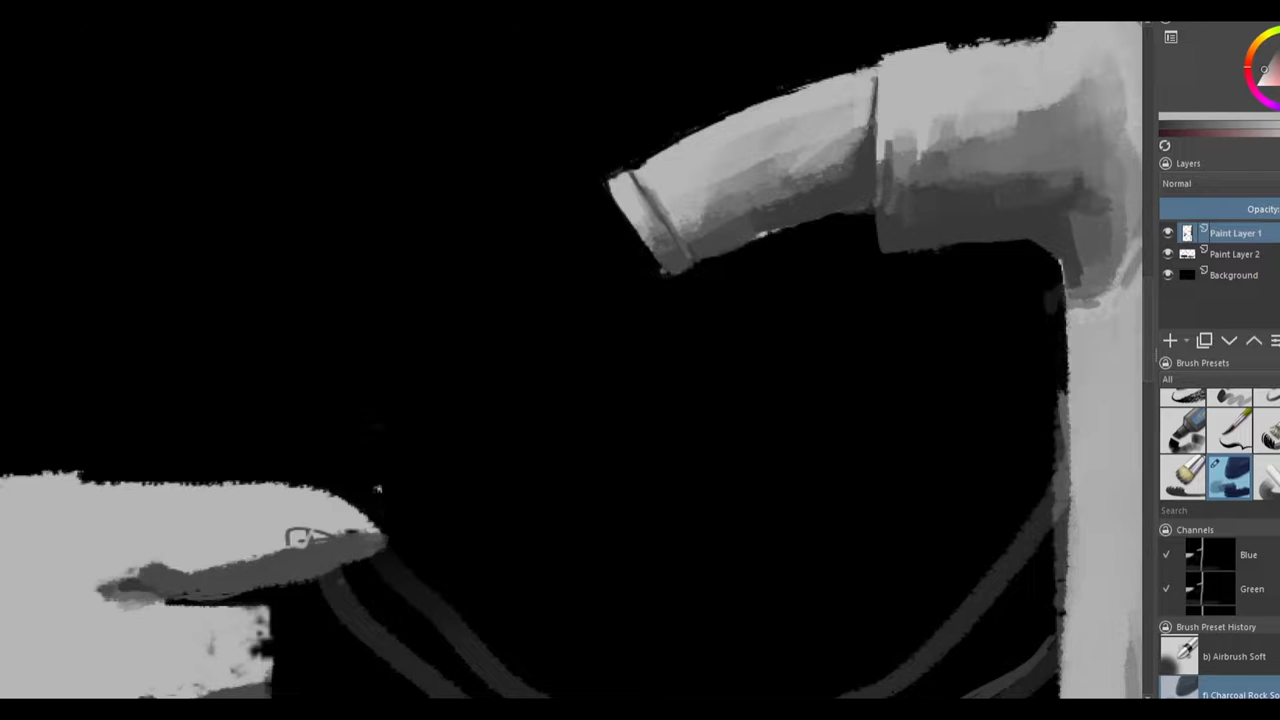 Layers
Normal
Opacity:
Paint Layer 1
Paint Layer 2
Background
Brush Presets
All
Search
Channels
Blue
Green
Brush Preset History
b) Airbrush Soft
f) Charcoal Rock So